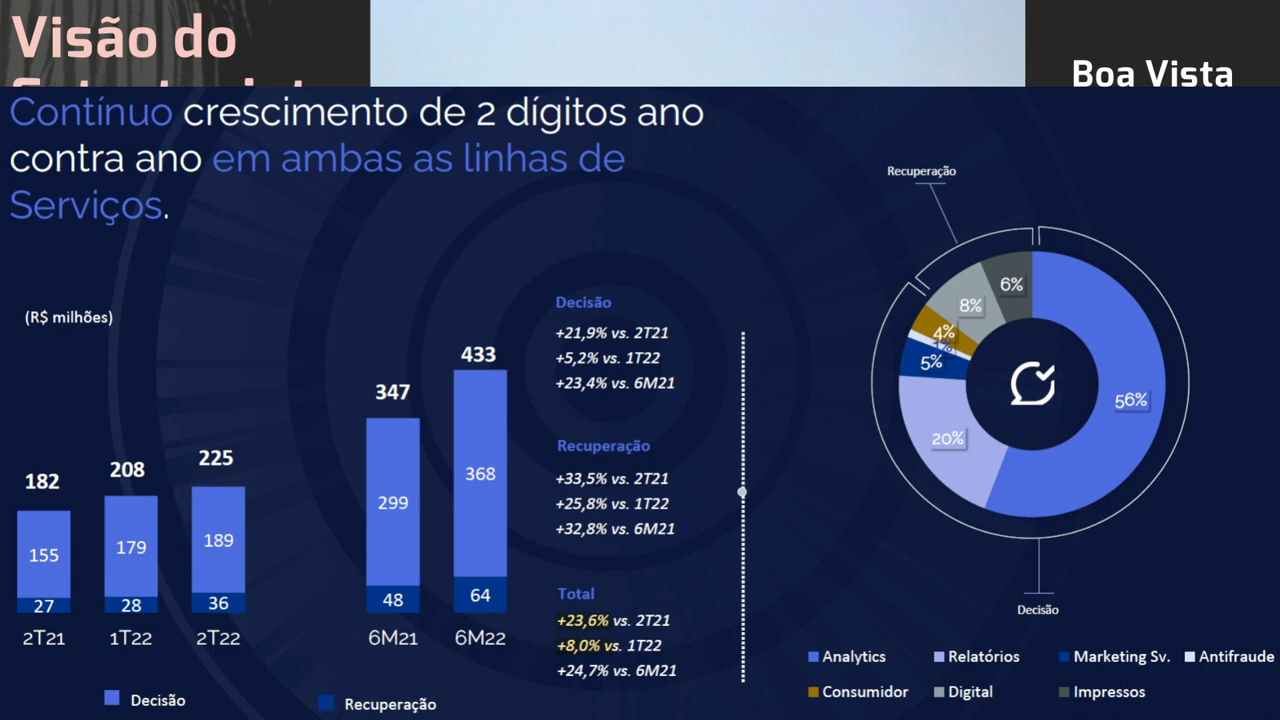 Visão do
Boa Vista
Contínuo crescimento de 2 dígitos ano
contra ano em ambas as linhas de
Serviços.
(R$ milhões)
182
155
27
2T21
208
179
28
1T22
225
189
36
2T22
347
299
48
6M21
433
368
64
6M22
Decisão
Recuperação
Decisão
+21,9% vs. 2T21
+5,2% vs. 1T22
+23,4% vs. 6M21
Recuperação
+33,5% vs. 2T21
+25,8% vs. 1T22
+32,8% vs. 6M21
Total
+23,6% vs. 2T21
+8,0% vs. 1T22
+24,7% vs. 6M21
Recuperação
6%
8%
4%
5%
20%
56%
Decisão
Analytics
Relatórios
Marketing Sv.
Antifraude
Consumidor
Digital
Impressos